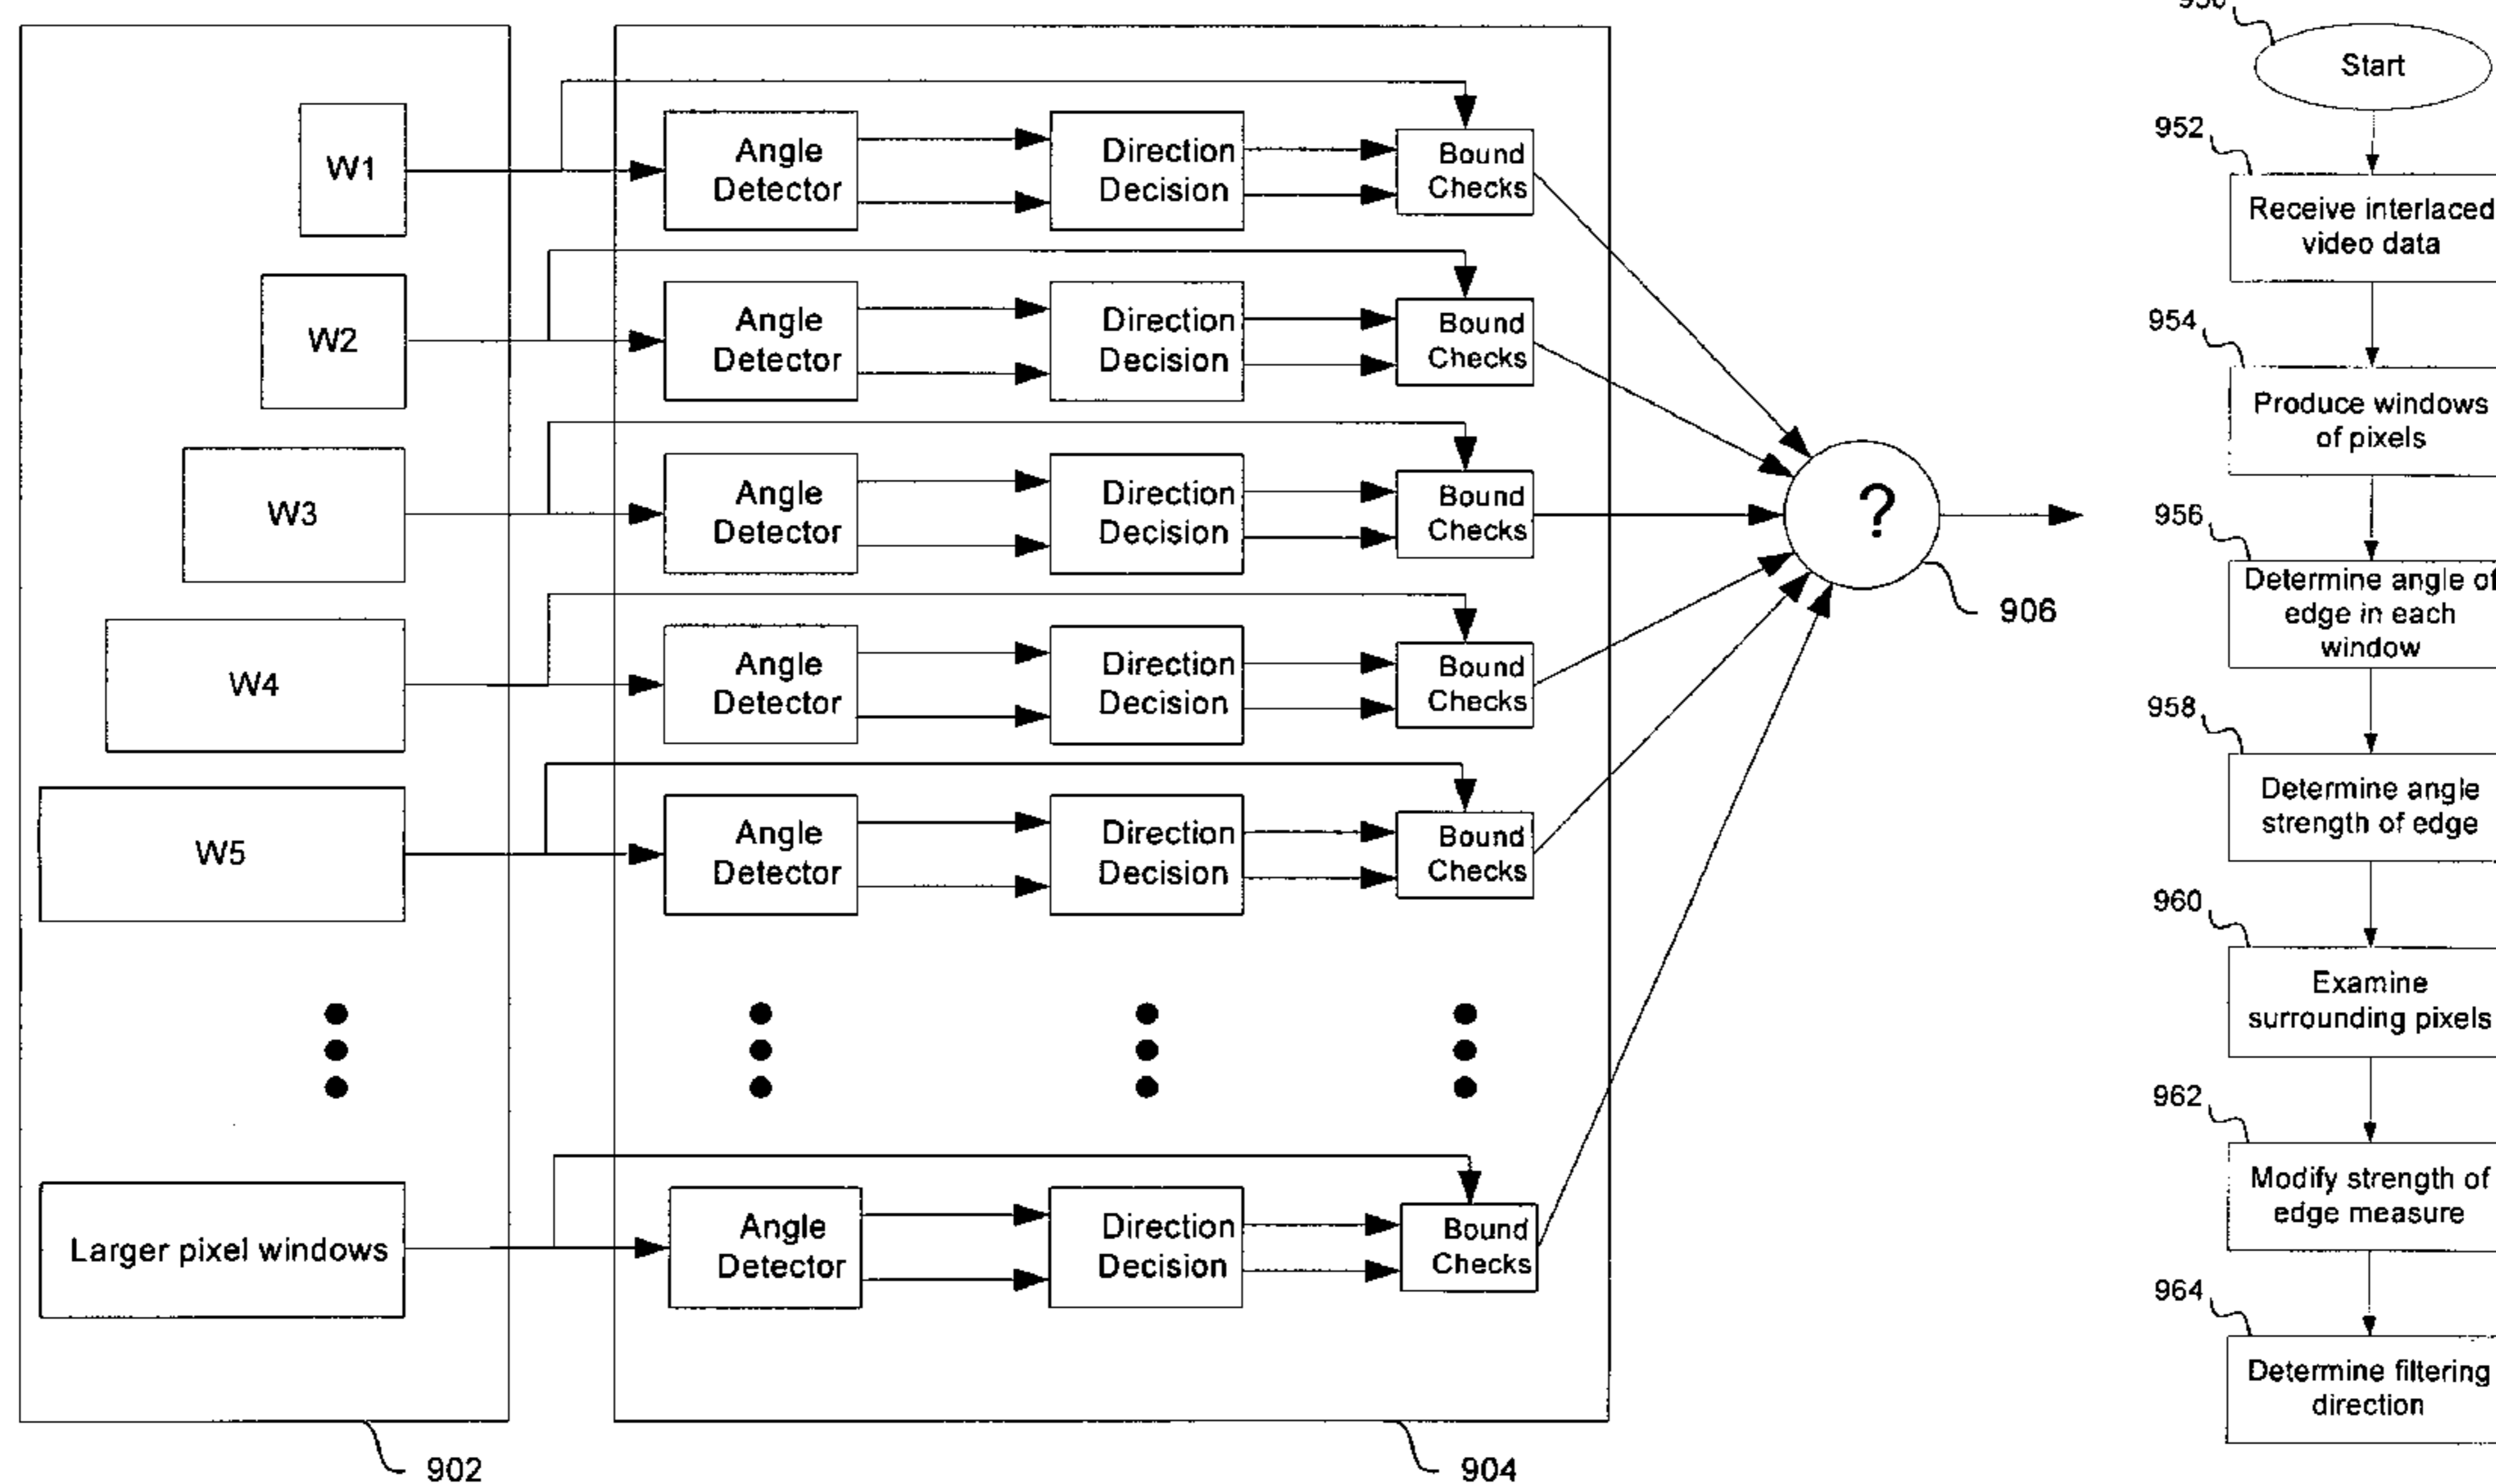 W1
Angle
Detector
Direction
Decision
Bound
Checks
W2
Angle
Detector
Direction
Decision
Bound
Checks
W3
Angle
Detector
Direction
Decision
Bound
Checks
?
906
W4
Angle
Detector
Direction
Decision
Bound
Checks
W5
Angle
Detector
Direction
Decision
Bound
Checks
Larger pixel windows
Angle
Detector
Direction
Decision
Bound
Checks
902
904
Start
952
Receive interlaced
video data
954
Produce windows
of pixels
956
Determine angle of
edge in each
window
958
Determine angle
strength of edge
960
Examine
surrounding pixels
962
Modify strength of
edge measure
964
Determine filtering
direction